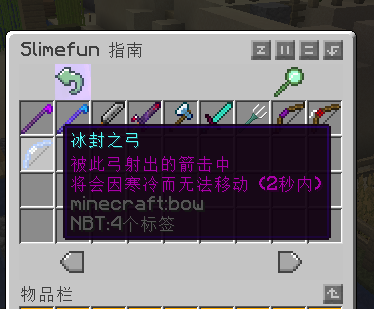 Slimefun 指南
冰封之弓
被此弓射出的箭击中
将会因寒冷而无法移动 (2秒内)
minecraft:bow
NBT:4个标签
物品栏